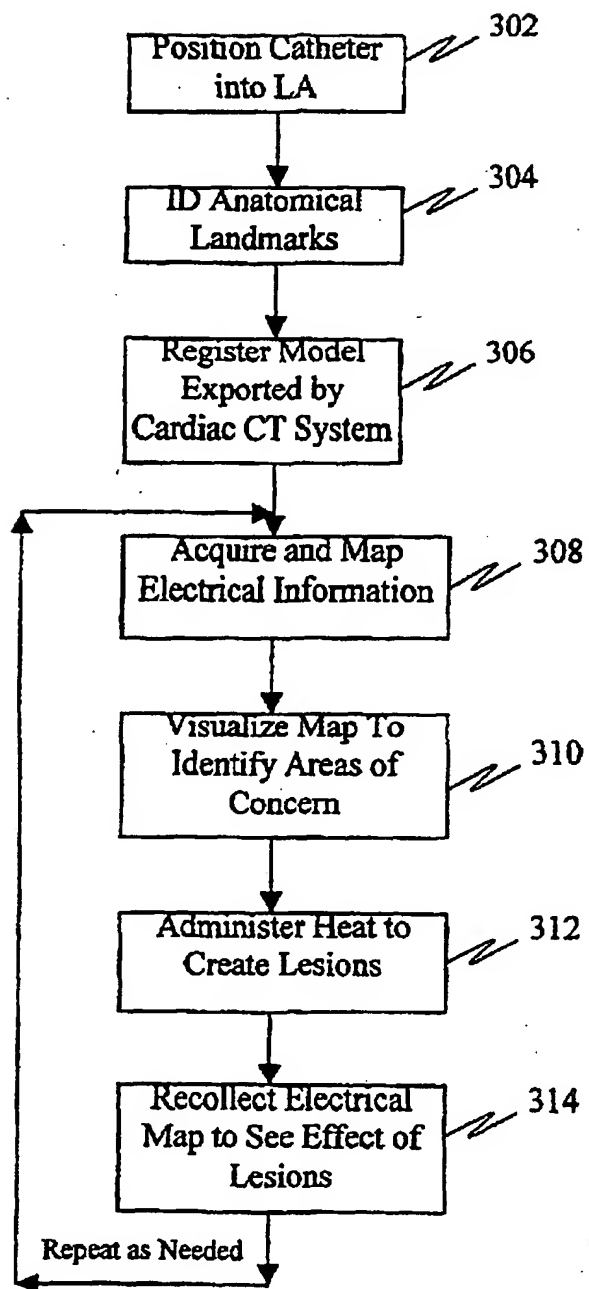 302
Position Catheter
into LA
304
ID Anatomical
Landmarks
306
Register Model
Exported by
Cardiac CT System
308
Acquire and Map
Electrical Information
310
Visualize Map To
Identify Areas of
Concern
312
Administer Heat to
Create Lesions
314
Recollect Electrical
Map to See Effect of
Lesions
Repeat as Needed